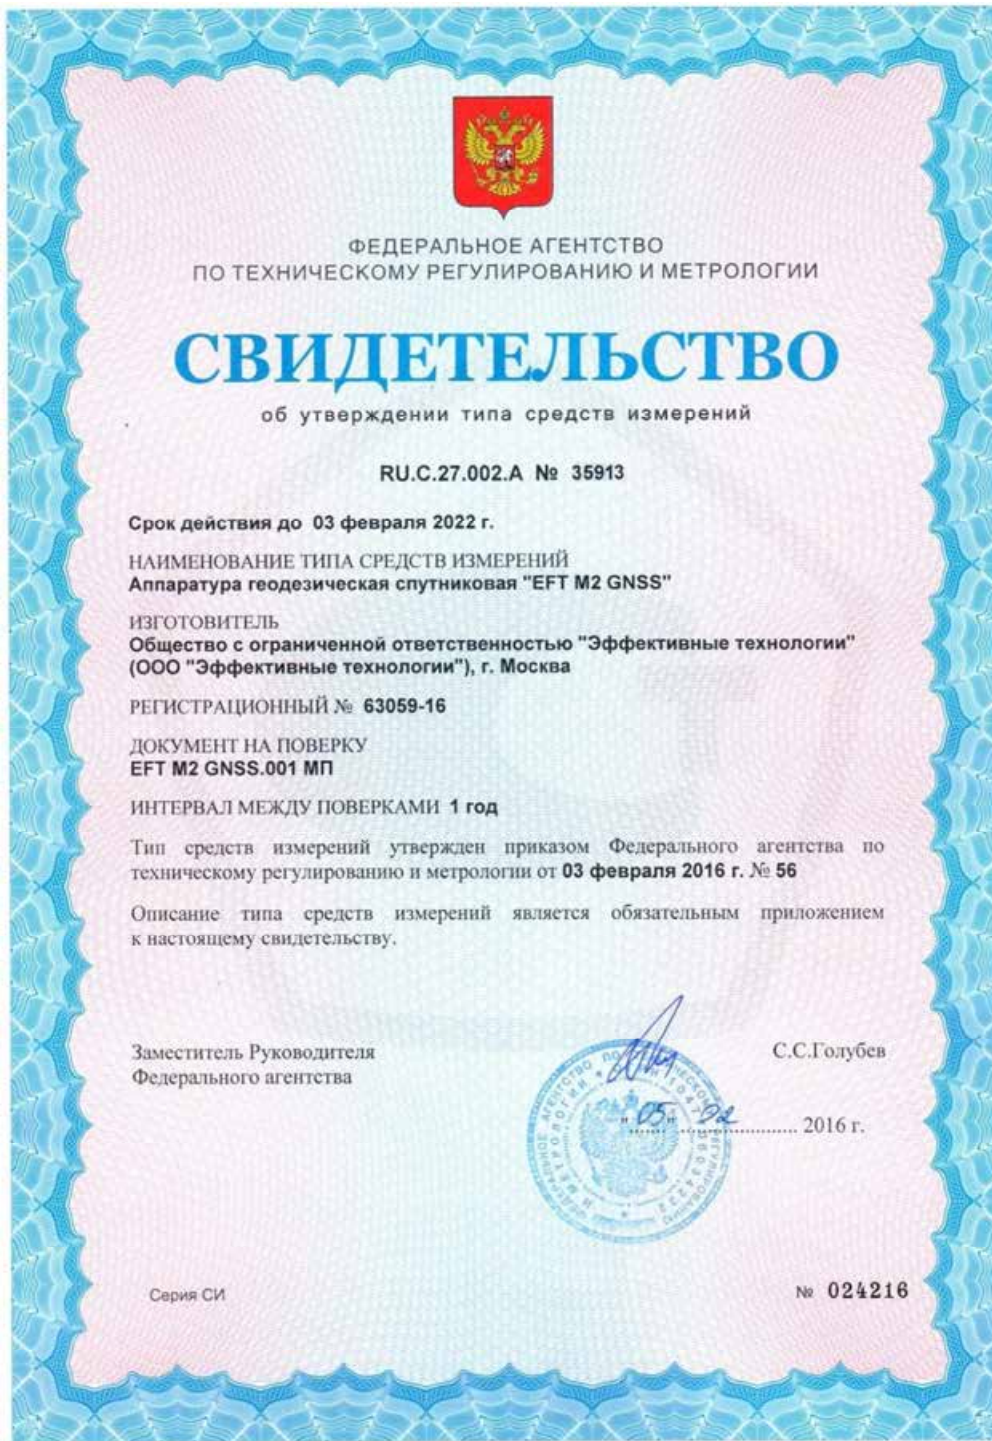 ФЕДЕРАЛЬНОЕ АГЕНТСТВО
ПО ТЕХНИЧЕСКОМУ РЕГУЛИРОВАНИЮ И МЕТРОЛОГИИ
СВИДЕТЕЛЬСТВО
об утверждении типа средств измерений
RU.C.27.002.A № 35913
Срок действия до 03 февраля 2022 г.
НАИМЕНОВАНИЕ ТИПА СРЕДСТВ ИЗМЕРЕНИЙ
Аппаратура геодезическая спутниковая "EFT M2 GNSS"
ИЗГОТОВИТЕЛЬ
Общество с ограниченной ответственностью "Эффективные технологии"
(ООО "Эффективные технологии"), г. Москва
РЕГИСТРАЦИОННЫЙ № 63059-16
ДОКУМЕНТ НА ПОВЕРКУ
EFT M2 GNSS.001 МП
ИНТЕРВАЛ МЕЖДУ ПОВЕРКАМИ 1 год
Тип средств измерений утвержден приказом Федерального агентства по
техническому регулированию и метрологии от 03 февраля 2016 г. № 56
Описание типа средств измерений является обязательным приложением
к настоящему свидетельству.
Заместитель Руководителя
Федерального агентства
С.С.Голубев
"05" 02 2016 г.
Серия СИ
№ 024216